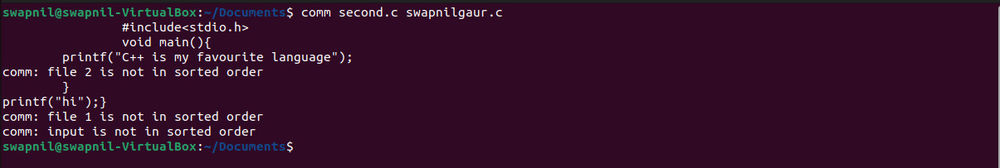 swapnil@swapnil-VirtualBox:~/Documents$ comm second.c swapnilgaur.c
                #include<stdio.h>
                void main(){
        printf("C++ is my favourite language");
comm: file 2 is not in sorted order
        }
printf("hi");}
comm: file 1 is not in sorted order
comm: input is not in sorted order
swapnil@swapnil-VirtualBox:~/Documents$